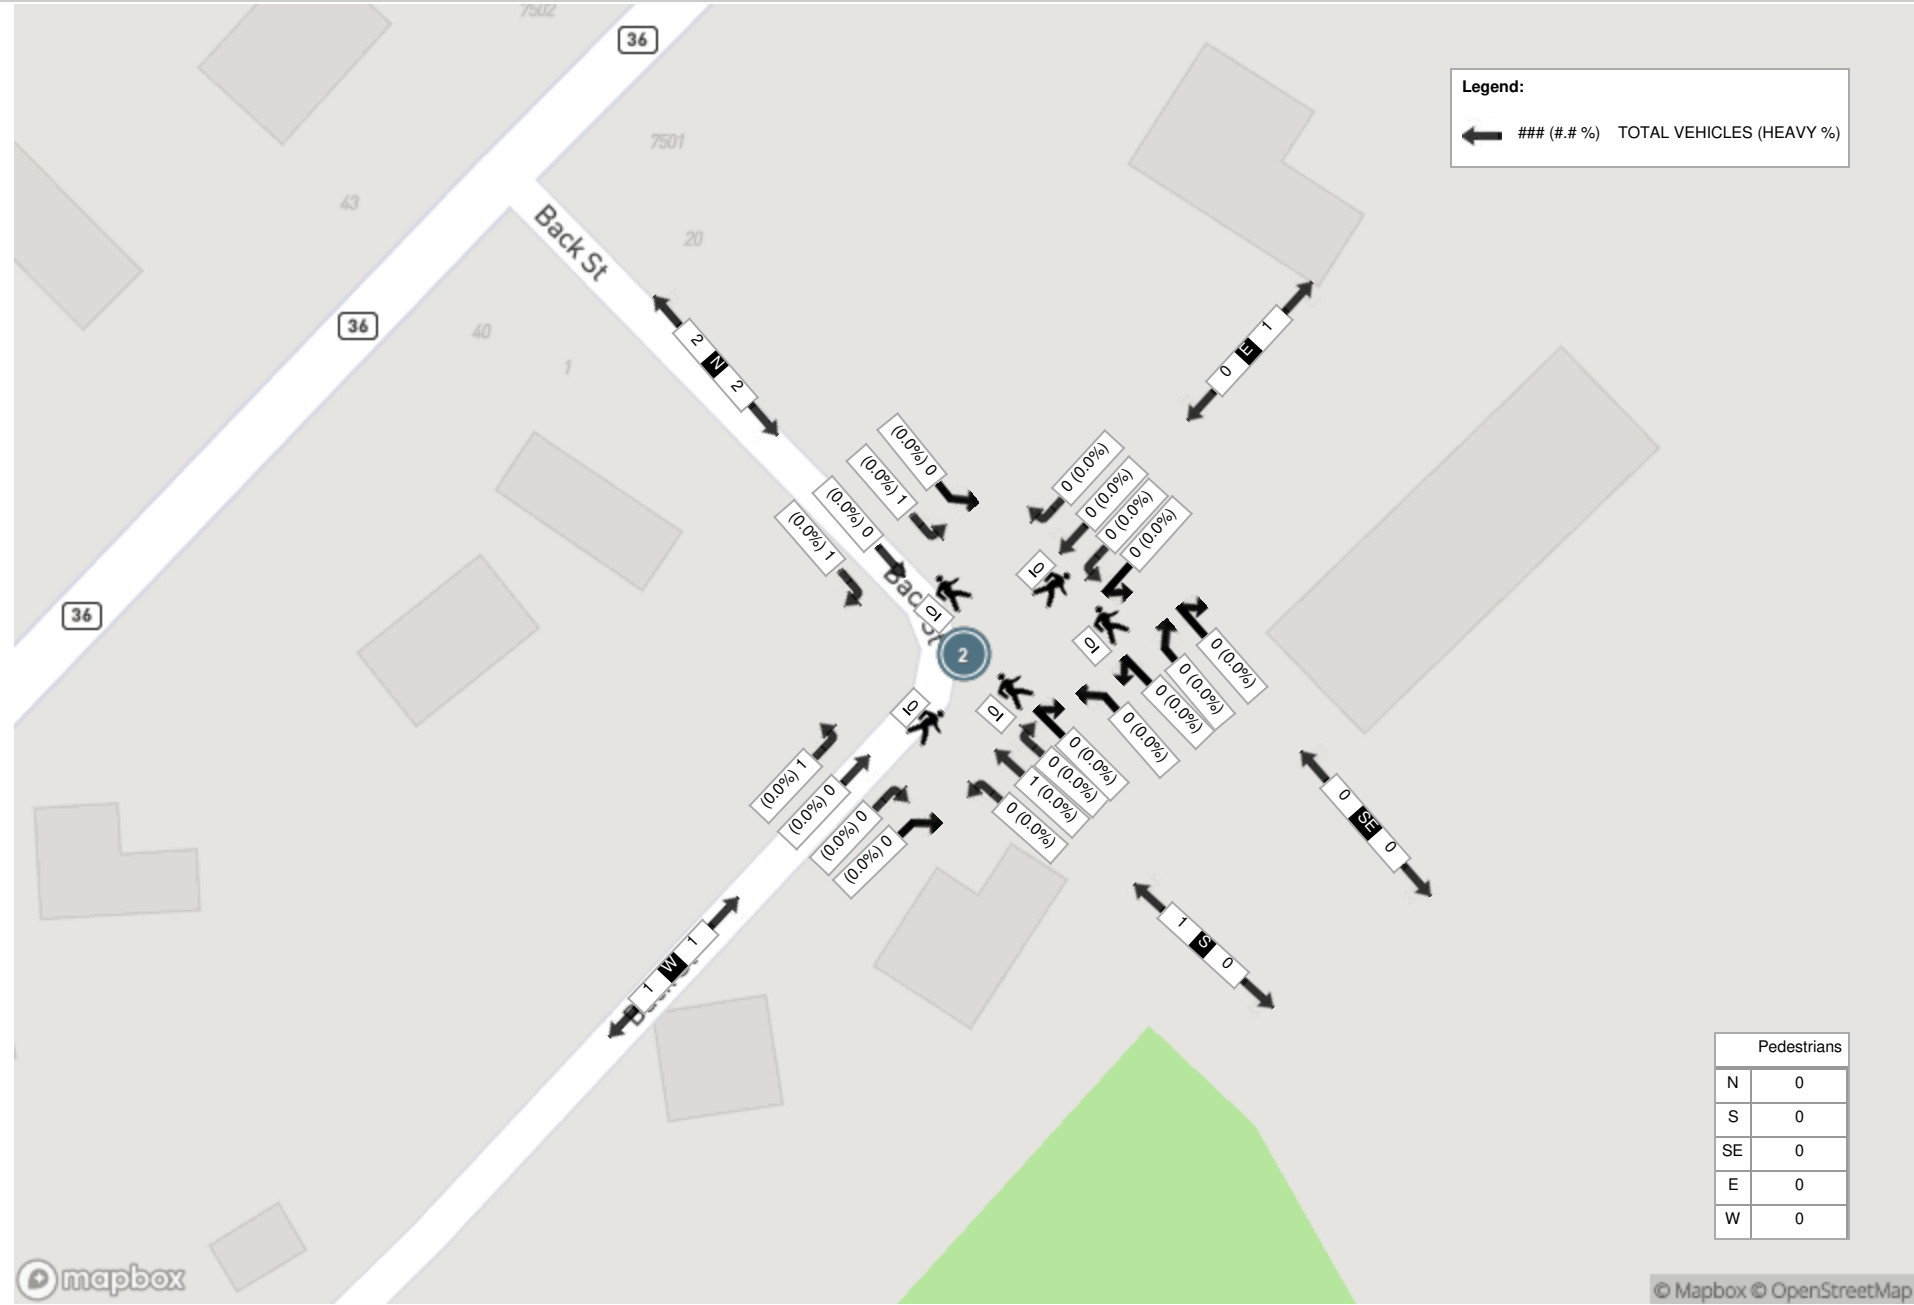 7502
36
Legend:
### (#.# %) TOTAL VEHICLES (HEAVY %)
7501
43
Back St
20
36
40
1
2 N 2
0 E 1
(0.0%) 0
(0.0%) 1
(0.0%) 0
(0.0%) 1
0 (0.0%)
0 (0.0%)
0 (0.0%)
0 (0.0%)
Back St
0
0
0
36
2
0 (0.0%)
0 (0.0%)
0 (0.0%)
0 (0.0%)
0
0
0 (0.0%)
0 (0.0%)
1 (0.0%)
0 (0.0%)
(0.0%) 1
(0.0%) 0
(0.0%) 0
(0.0%) 0
0 SE 0
1 S 0
1 W 1
Pedestrians
N 0
S 0
SE 0
E 0
W 0
mapbox
© Mapbox © OpenStreetMap